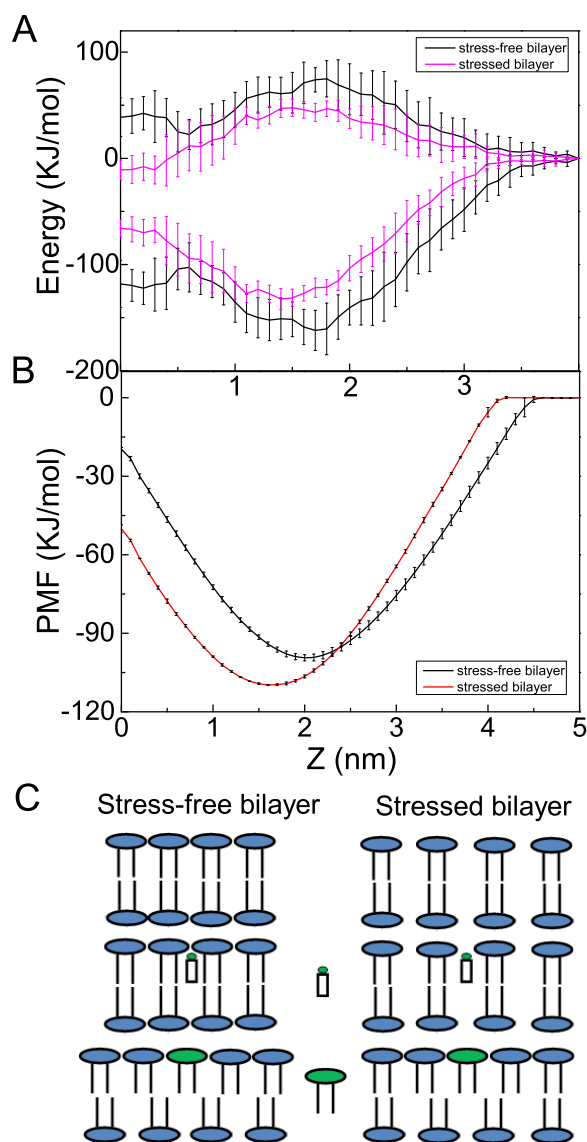 A
100
0
-100
-200
Energy (KJ/mol)
stress-free bilayer
stressed bilayer
1 2 3
B
0
-30
-60
-90
-120
PMF (KJ/mol)
stress-free bilayer
stressed bilayer
0 1 2 3 4 5
Z (nm)
C
Stress-free bilayer Stressed bilayer